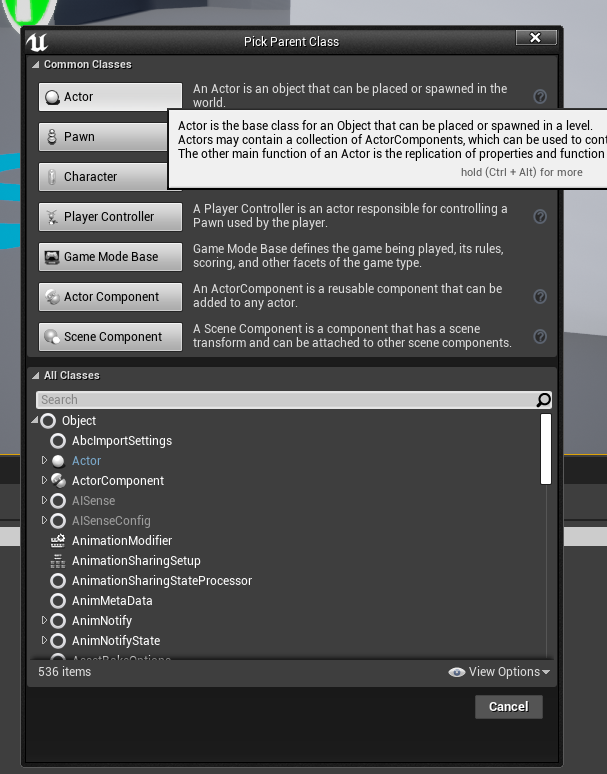 Pick Parent Class
Common Classes
Actor
An Actor is an object that can be placed or spawned in the
world.
Actor is the base class for an Object that can be placed or spawned in a level.
Actors may contain a collection of ActorComponents, which can be used to
The other main function of an Actor is the replication of properties and function
hold (Ctrl + Alt) for more
Pawn
Character
Player Controller
A Player Controller is an actor responsible for controlling a
Pawn used by the player.
Game Mode Base
Game Mode Base defines the game being played, its rules,
scoring, and other facets of the game type.
Actor Component
An ActorComponent is a reusable component that can be
added to any actor.
Scene Component
A Scene Component is a component that has a scene
transform and can be attached to other scene components.
All Classes
Search
Object
AbcImportSettings
Actor
ActorComponent
AISense
AISenseConfig
AnimationModifier
AnimationSharingSetup
AnimationSharingStateProcessor
AnimMetaData
AnimNotify
AnimNotifyState
536 items
View Options
Cancel